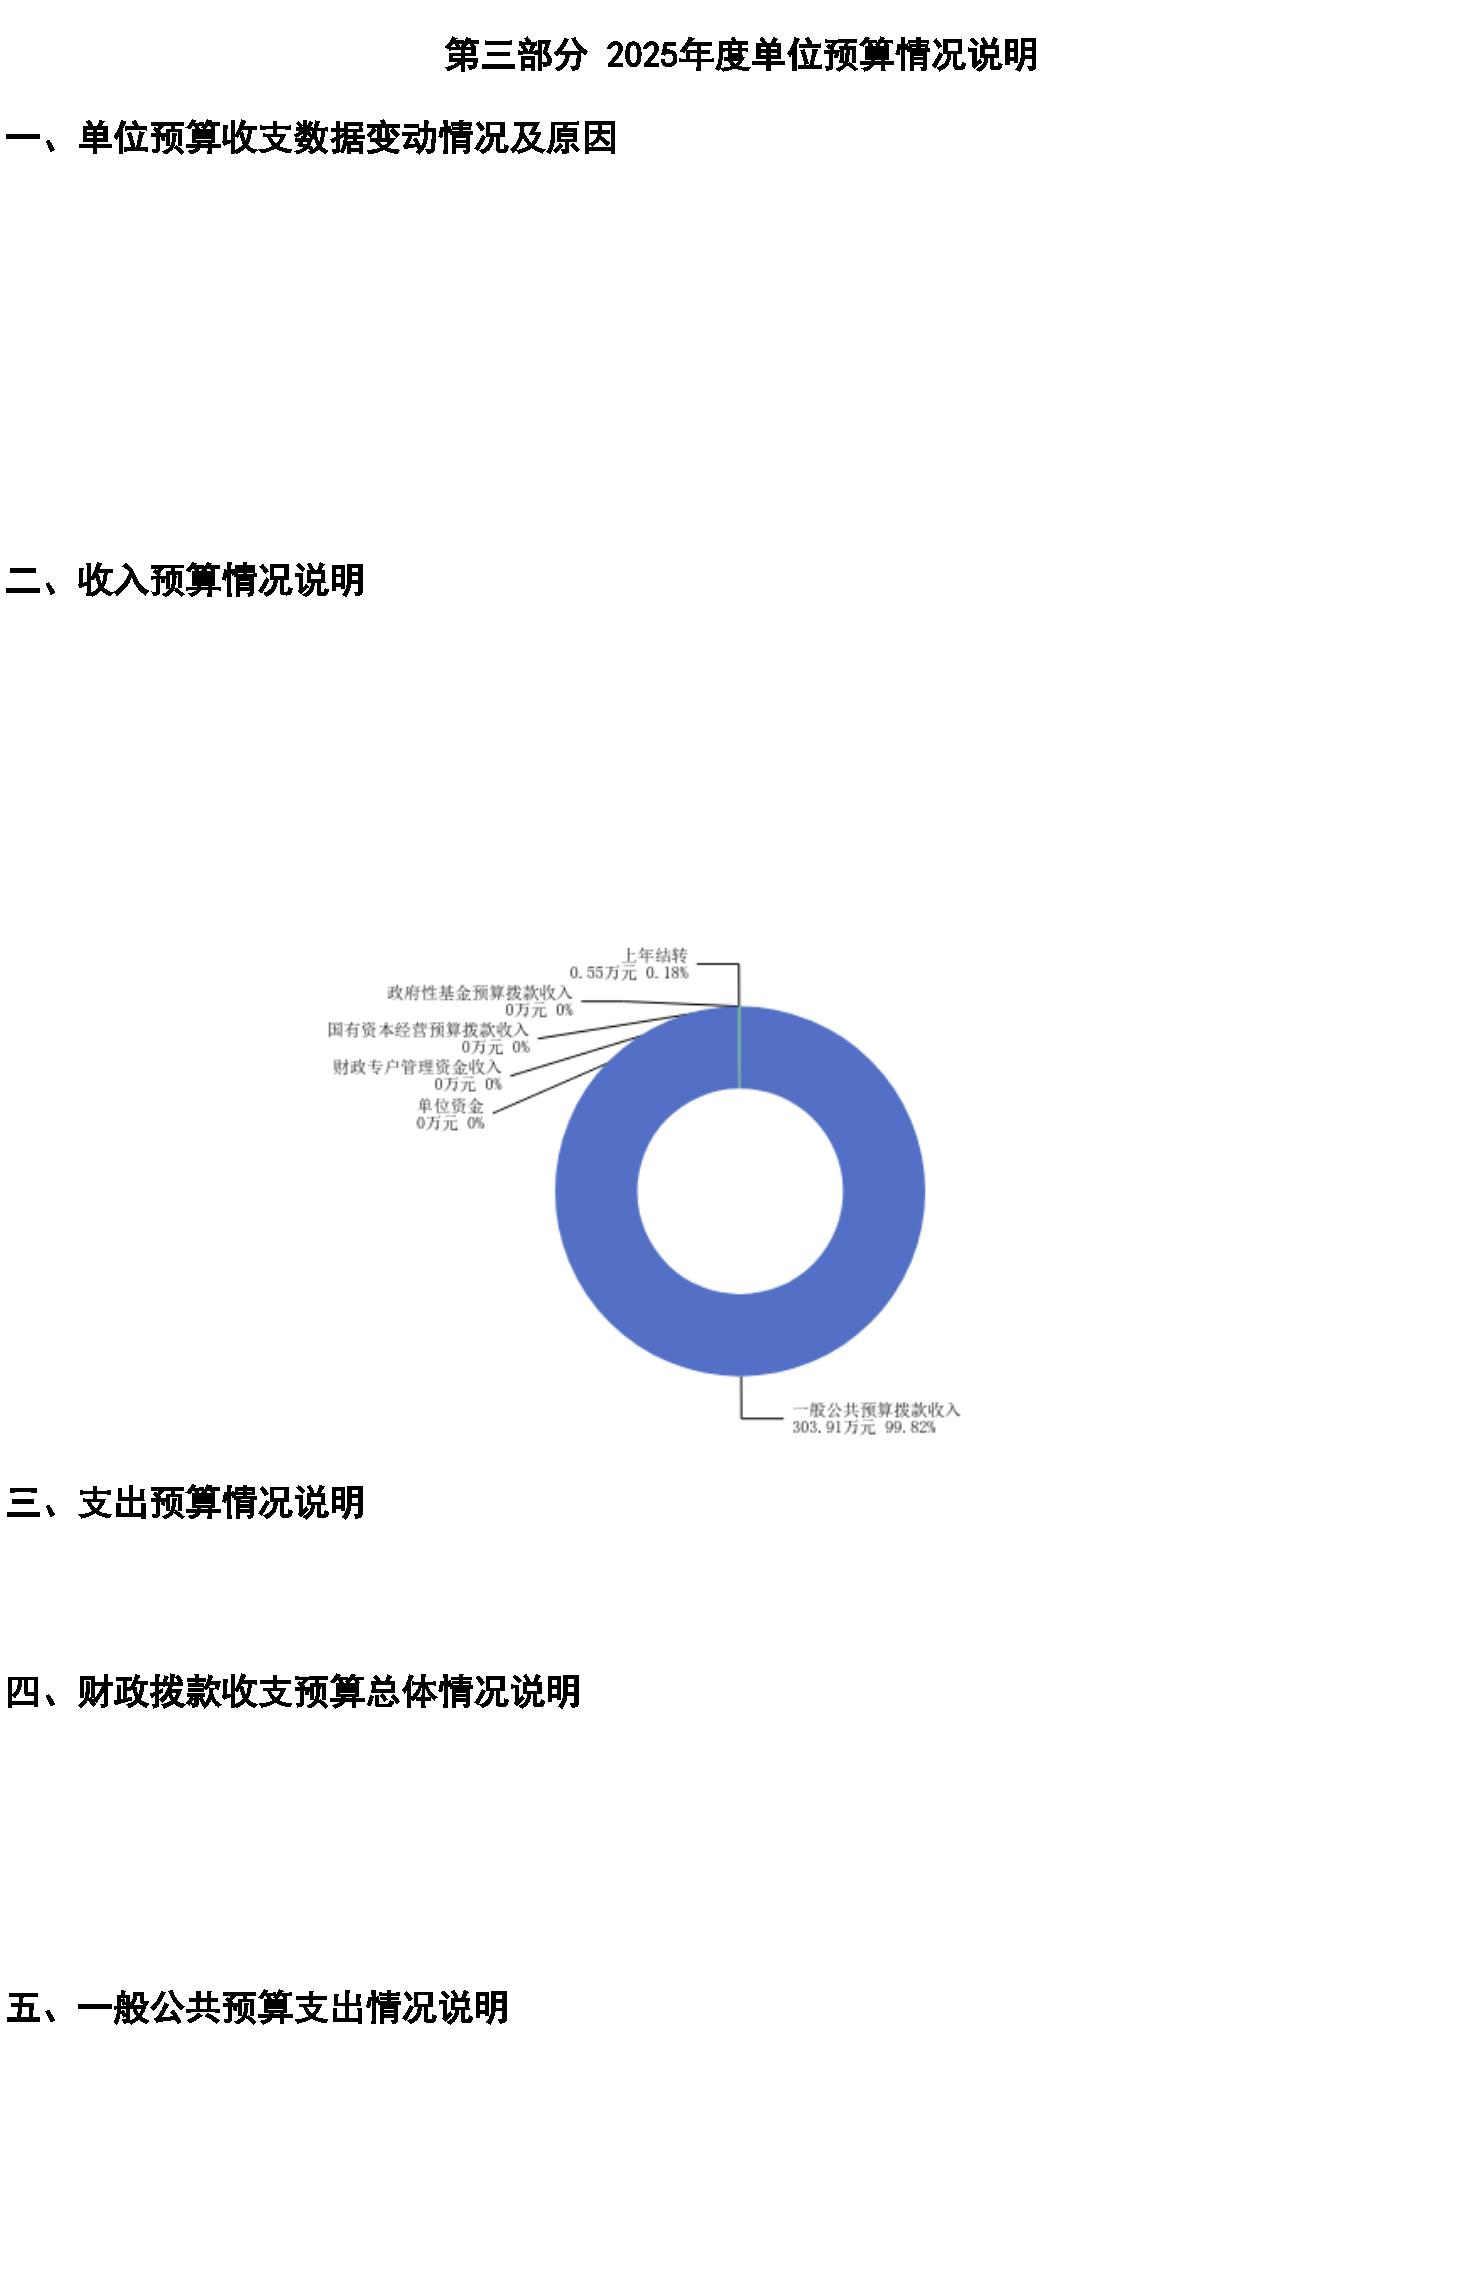 第三部分 2025年度单位预算情况说明
一、单位预算收支数据变动情况及原因
二、收入预算情况说明
上年结转
0.55万元 0.18%
政府性基金预算拨款收入
0万元 0%
国有资本经营预算拨款收入
0万元 0%
财政专户管理资金收入
0万元 0%
单位资金
0万元 0%
一般公共预算拨款收入
303.91万元 99.82%
三、支出预算情况说明
四、财政拨款收支预算总体情况说明
五、一般公共预算支出情况说明